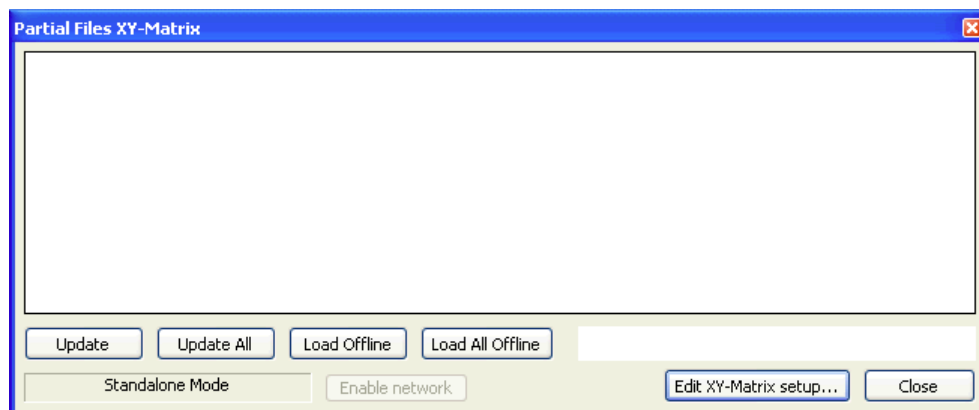 Partial Files XY-Matrix
Update Update All Load Offline Load All Offline
Standalone Mode Enable network Edit XY-Matrix setup... Close